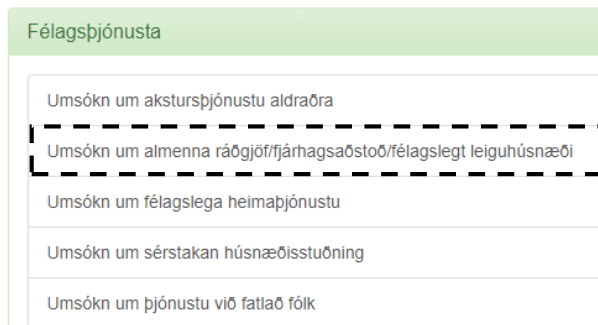 Félagsþjónusta
Umsókn um akstursþjónustu aldraðra
Umsókn um almenna ráðgjöf/fjárhagsaðstoð/félagslegt leiguhúsnæði
Umsókn um félagslega heimaþjónustu
Umsókn um sérstakan húsnæðisstuðning
Umsókn um þjónustu við fatlað fólk